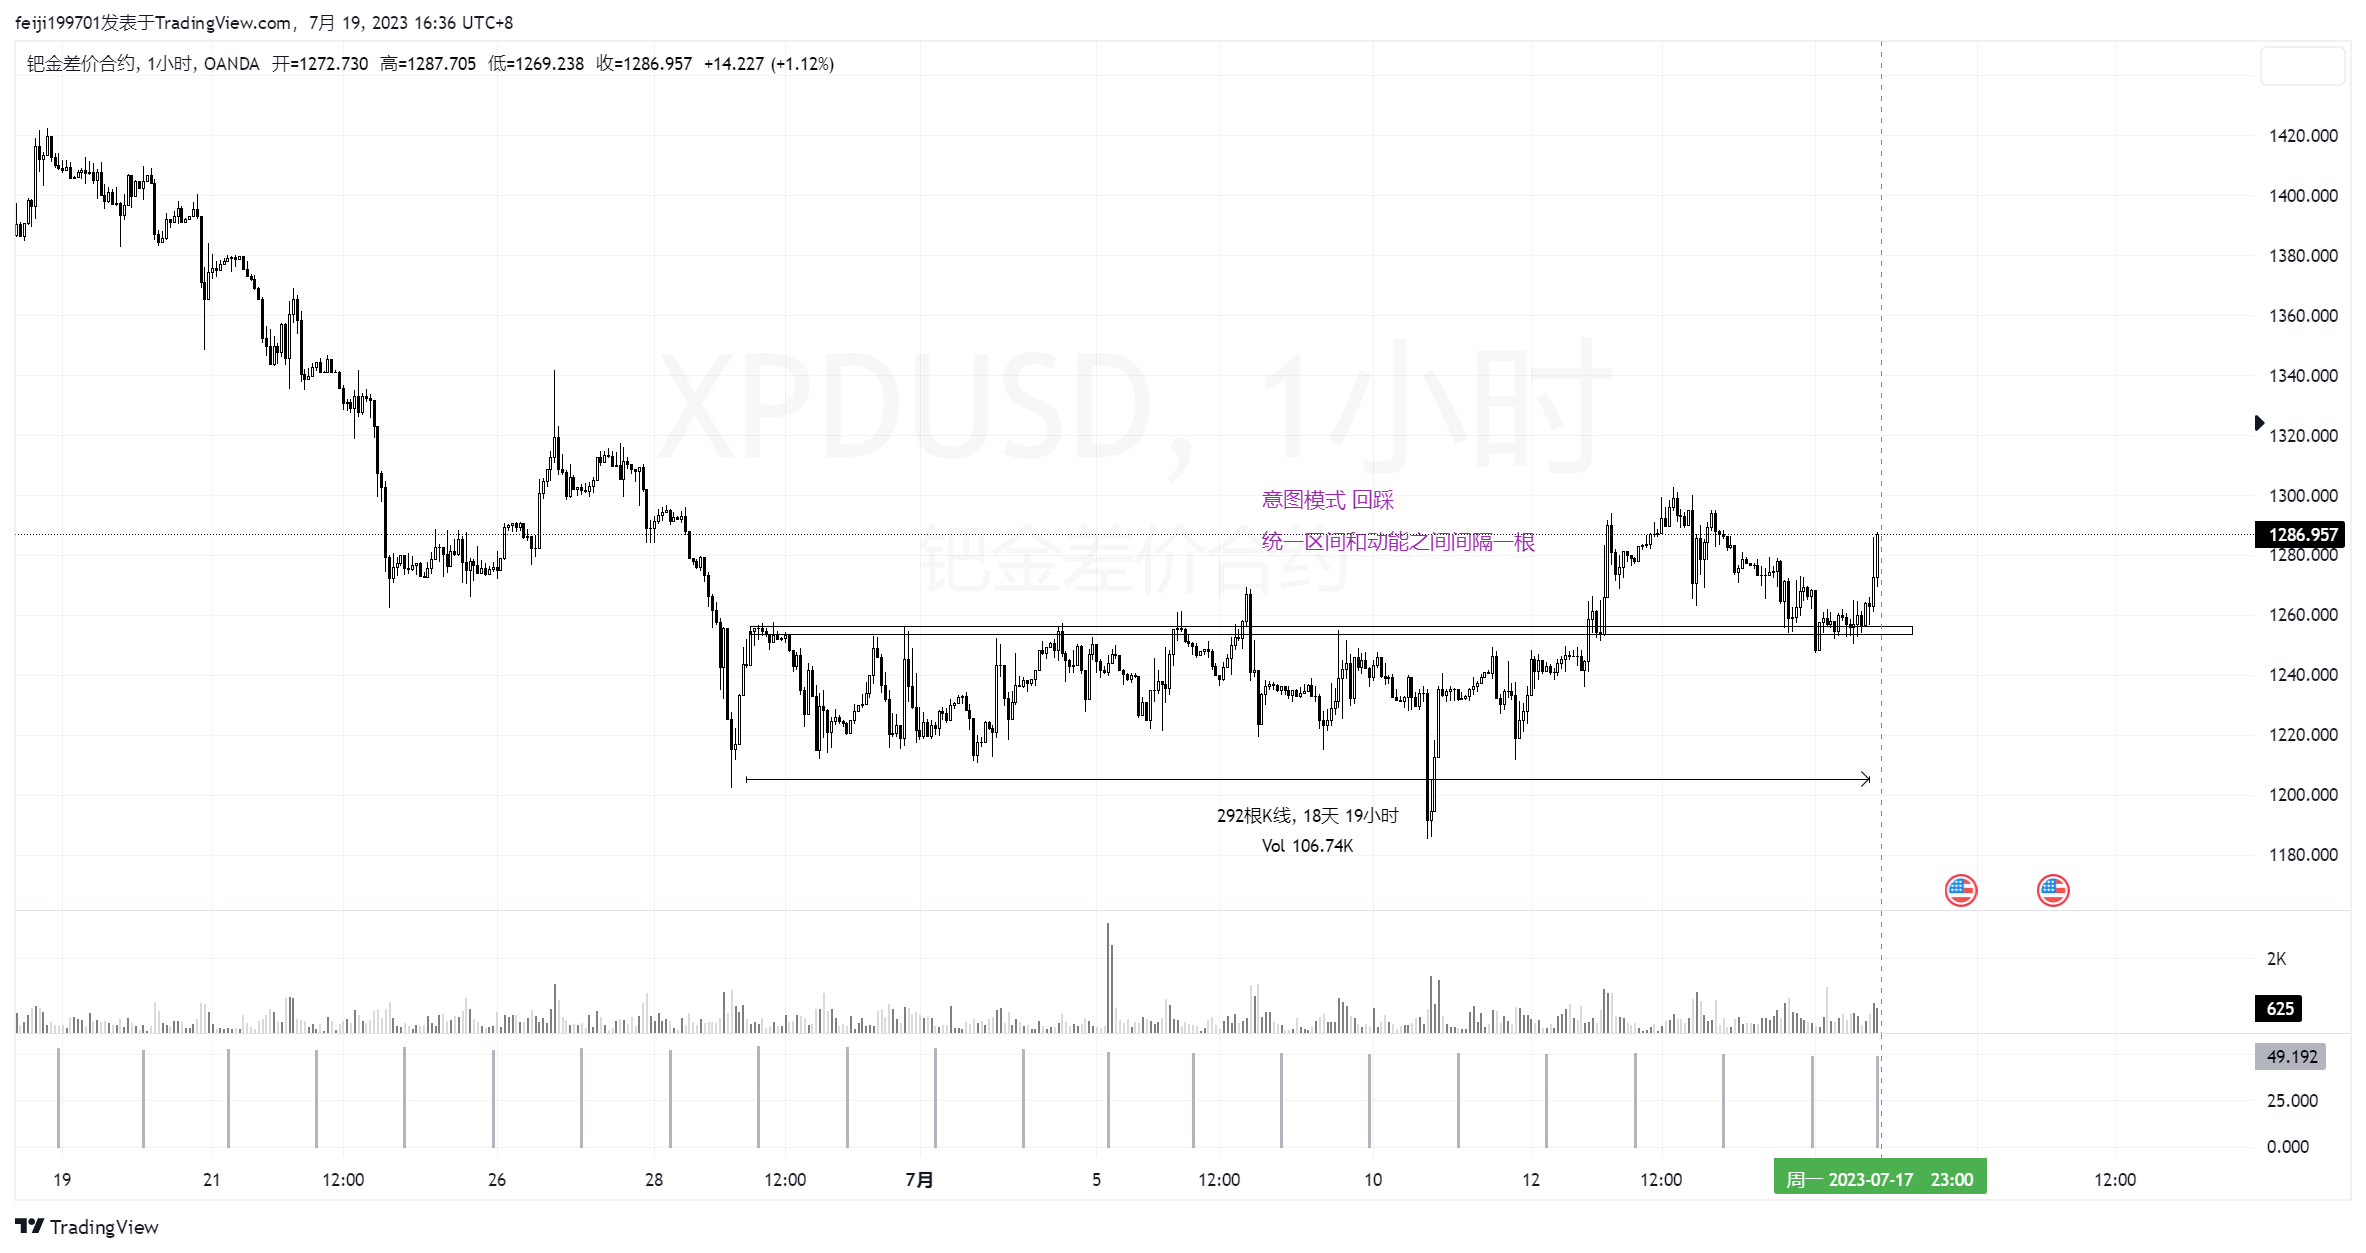 feiji199701发表于TradingView.com，7月 19, 2023 16:36 UTC+8
钯金差价合约, 1小时, OANDA 开=1272.730 高=1287.705 低=1269.238 收=1286.957 +14.227 (+1.12%)
1420.000
1400.000
1380.000
1360.000
XPDUSD, 1小时
1340.000
1320.000
意图模式 回踩
1300.000
钯金差价合约
统一区间和动能之间间隔一根
1286.957
1280.000
1260.000
1240.000
1220.000
292根K线, 18天 19小时
1200.000
Vol 106.74K
1180.000
2K
625
49.192
25.000
0.000
19 21 12:00 26 28 12:00 7月 5 12:00 10 12 12:00 周一 2023-07-17 23:00 12:00
TradingView